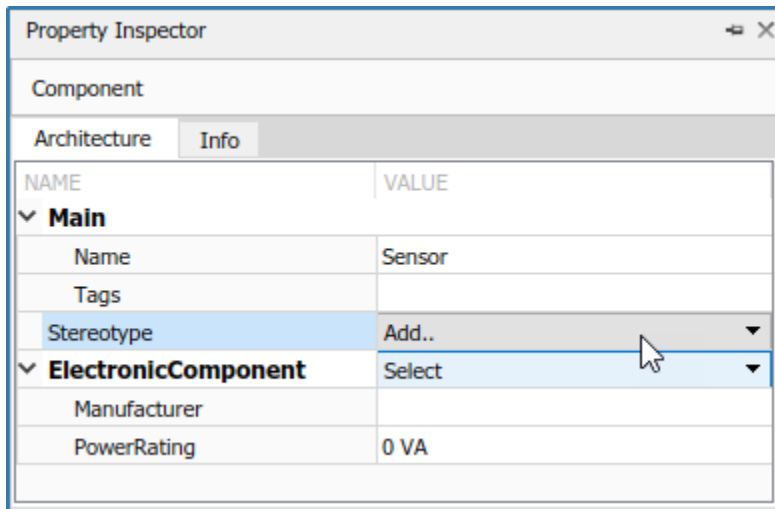 Property Inspector
Component
Architecture Info
NAME VALUE
Main
Name Sensor
Tags
Stereotype Add..
ElectronicComponent Select
Manufacturer
PowerRating 0 VA